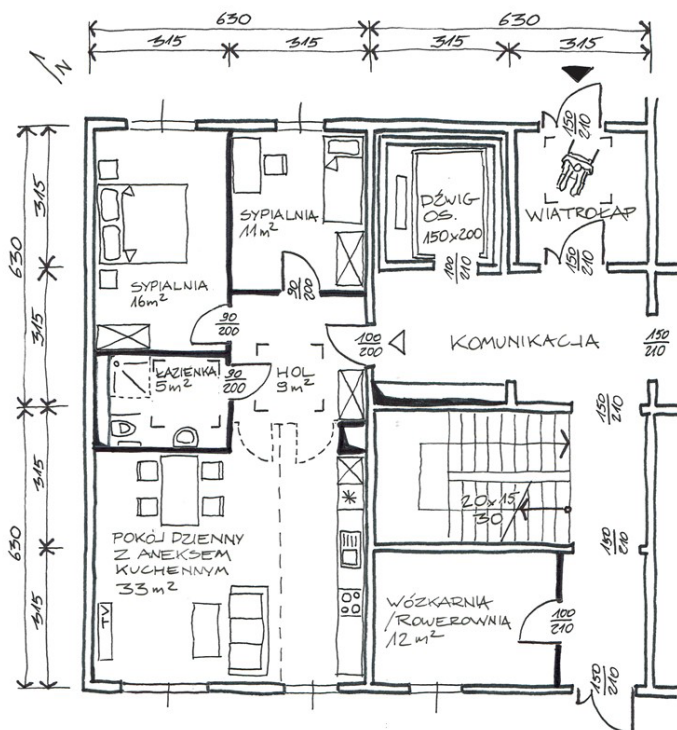 630
630
315
315
315
315
N
150
210
SYPIALNIA
11m²
DŹWIG
OS.
150x200
WIATROŁAP
315
630
315
SYPIALNIA
16m²
90
200
100
210
150
210
90
200
100
200
KOMUNIKACJA
150
210
ŁAZIENKA
5m²
90
200
HOL
9m²
150
210
315
630
315
20x15
30
POKÓJ DZIENNY
Z ANEKSEM
KUCHENNYM
33m²
150
210
TV
WÓZKARNIA
/ROWEROWNIA
12m²
100
210
150
210